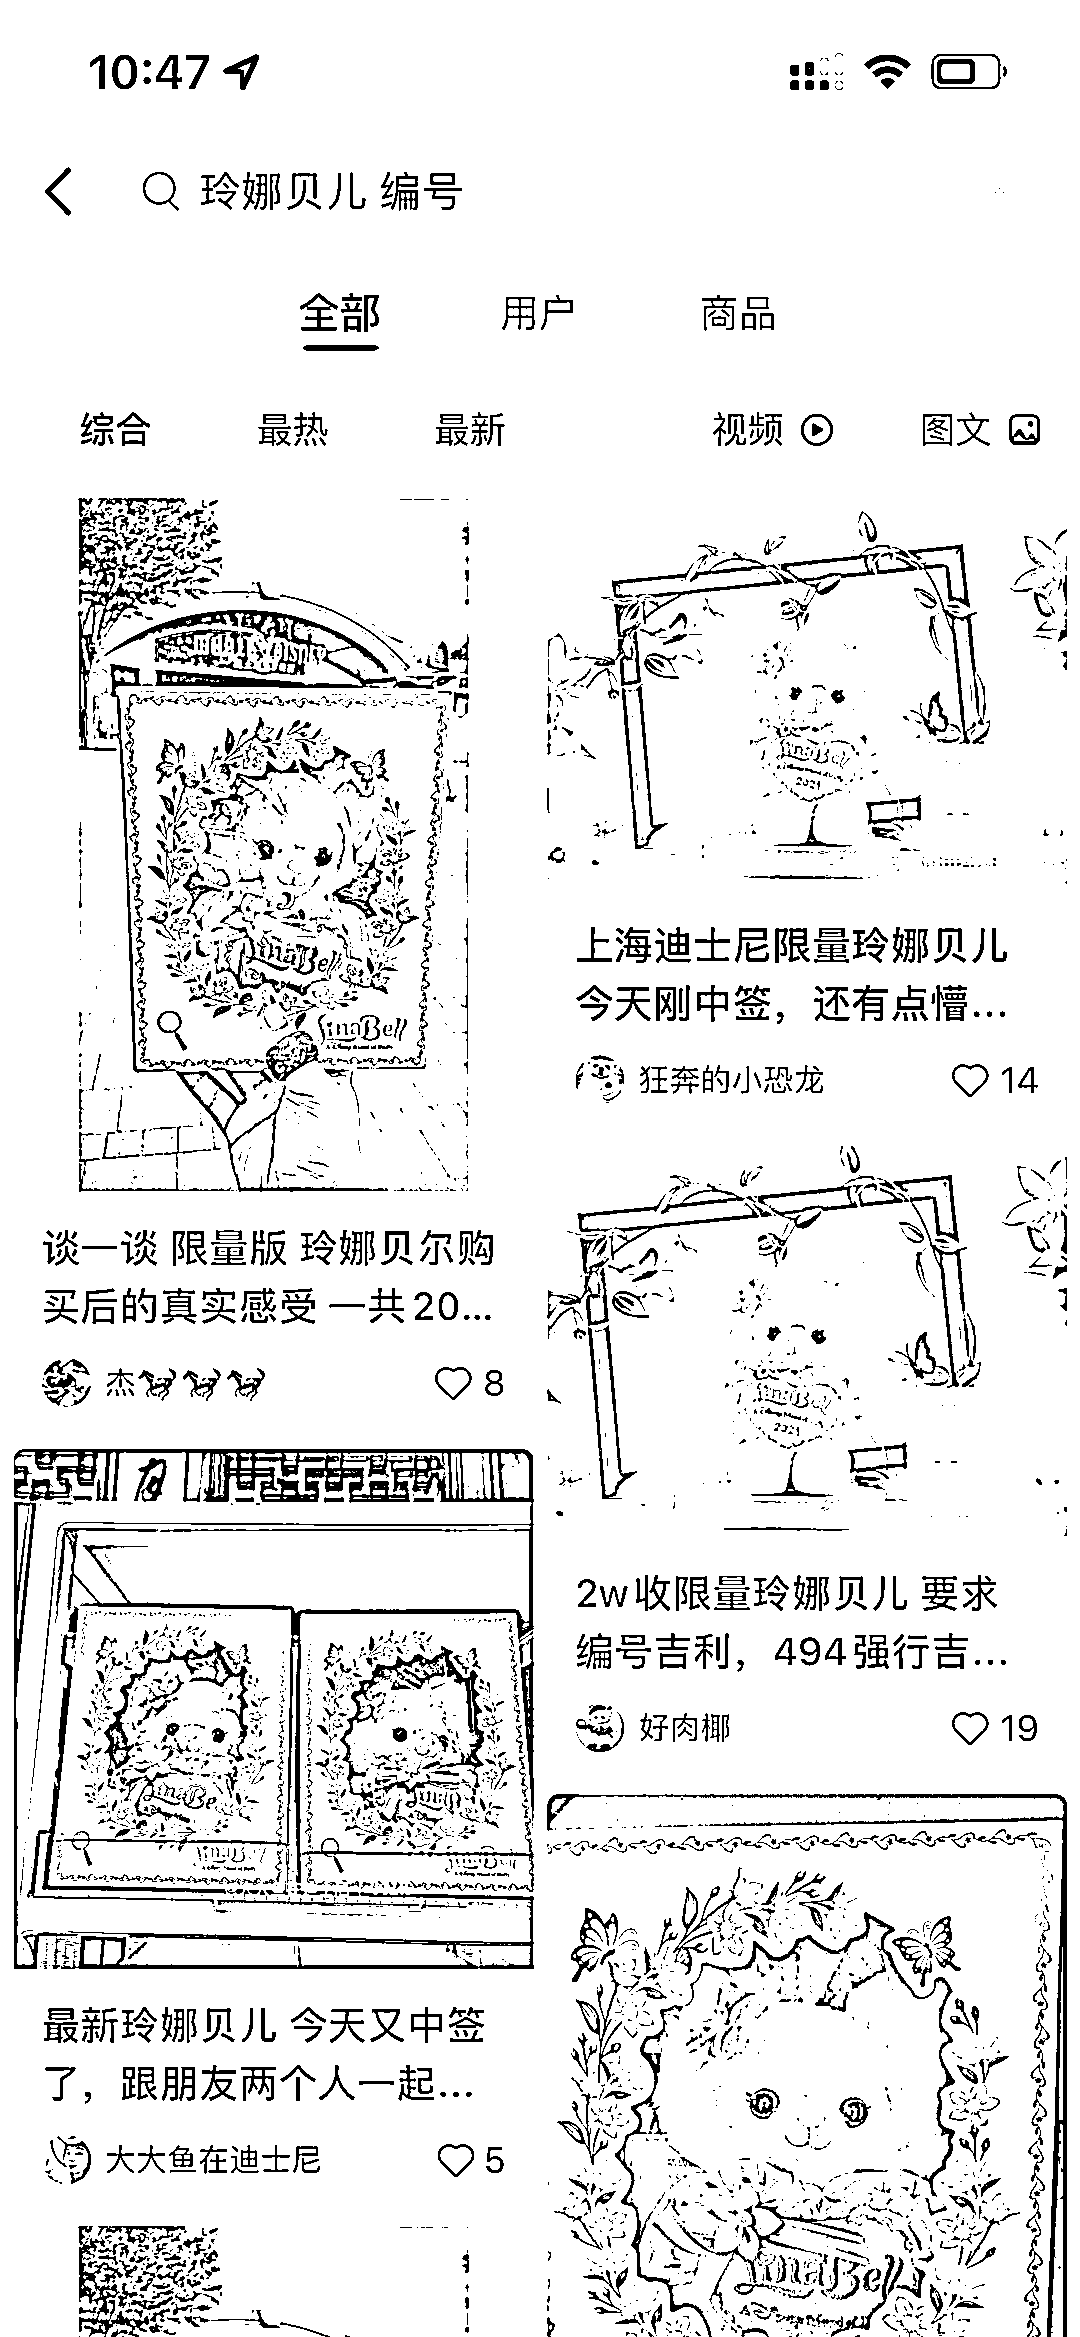 10:47
玲娜贝儿 编号
全部 用户 商品
综合 最热 最新 视频 图文
LinaBell
LinaBell
谈一谈 限量版 玲娜贝尔购
买后的真实感受 一共20...
杰
8
LinaBell
2021
上海迪士尼限量玲娜贝儿
今天刚中签，还有点懵...
狂奔的小恐龙
14
LinaBell
2021
2w收限量玲娜贝儿 要求
编号吉利，494强行吉...
好肉椰
19
LinaBell
LinaBell
最新玲娜贝儿 今天又中签
了，跟朋友两个人一起...
大大鱼在迪士尼
5
LinaBell